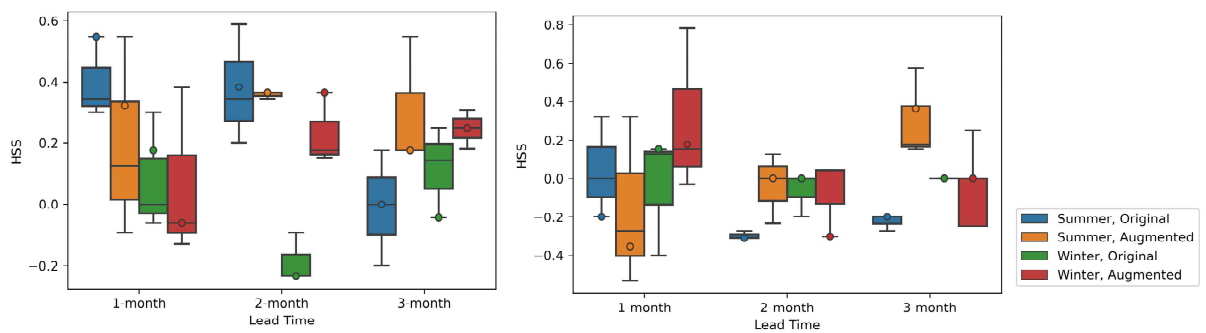 HSS
0.6
0.4
0.2
0.0
−0.2
1-month
2-month
3-month
Lead Time
HSS
0.8
0.6
0.4
0.2
0.0
−0.2
−0.4
1 month
2 month
3 month
Lead Time
Summer, Original
Summer, Augmented
Winter, Original
Winter, Augmented